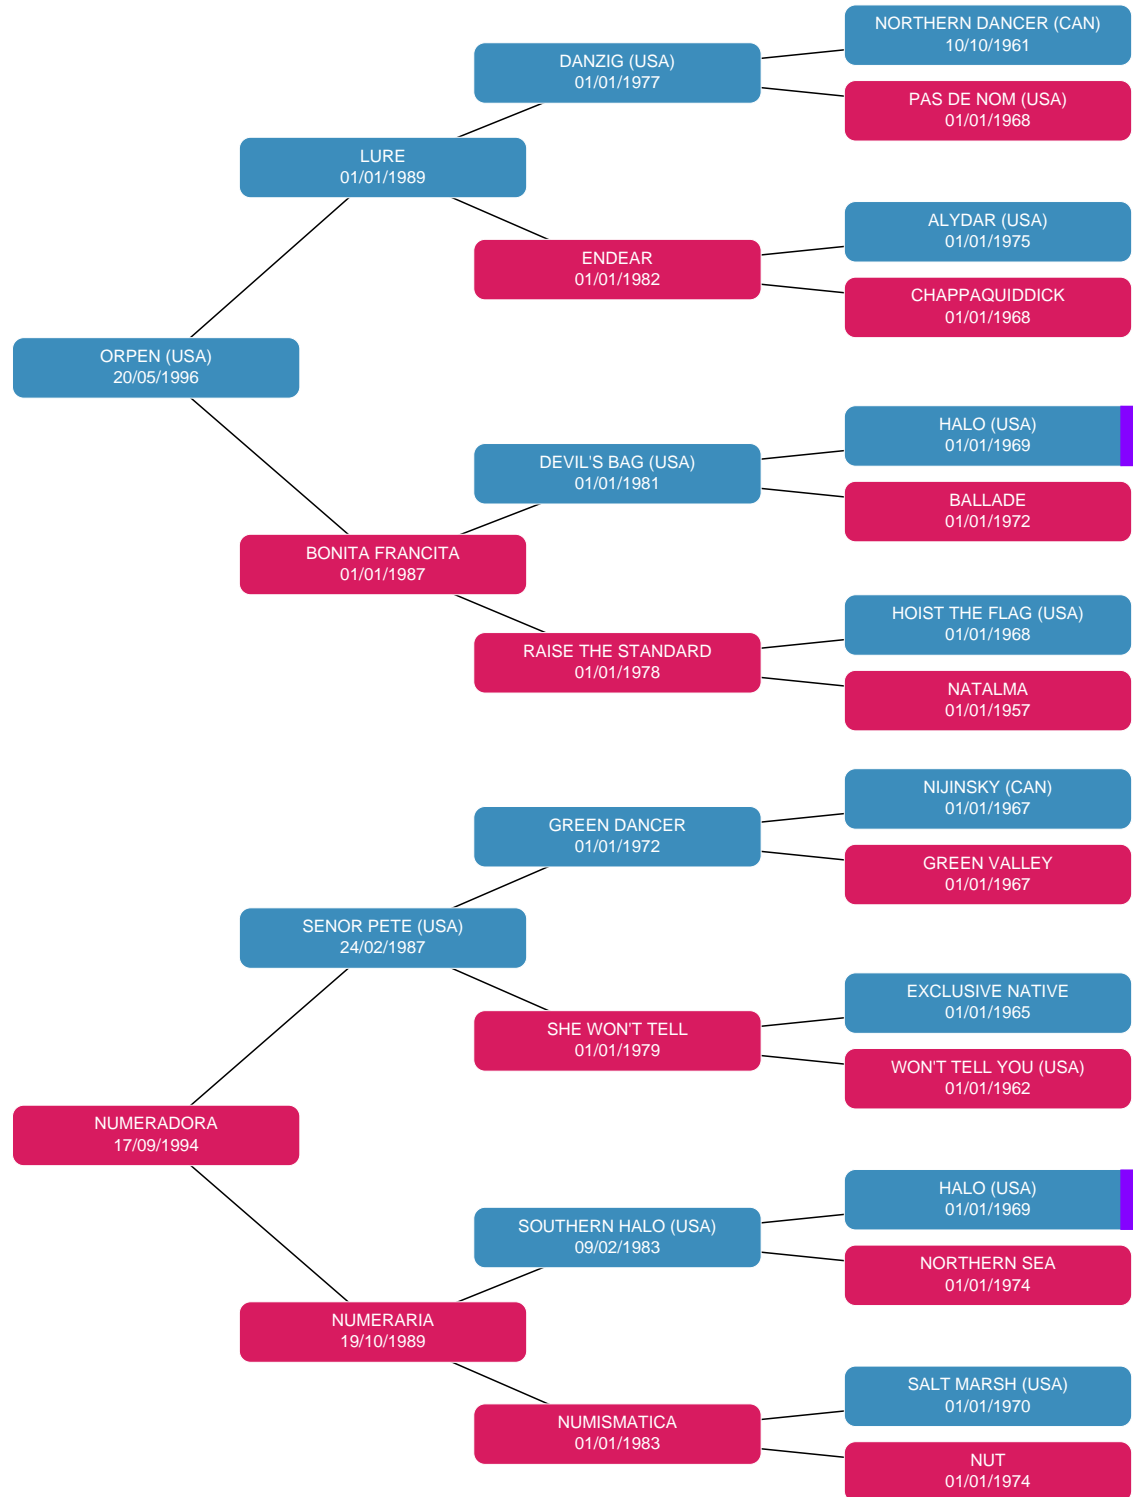 NORTHERN DANCER (CAN)
10/10/1961
DANZIG (USA)
01/01/1977
PAS DE NOM (USA)
01/01/1968
LURE
01/01/1989
ALYDAR (USA)
01/01/1975
ENDEAR
01/01/1982
CHAPPAQUIDDICK
01/01/1968
ORPEN (USA)
20/05/1996
HALO (USA)
01/01/1969
DEVIL'S BAG (USA)
01/01/1981
BALLADE
01/01/1972
BONITA FRANCITA
01/01/1987
HOIST THE FLAG (USA)
01/01/1968
RAISE THE STANDARD
01/01/1978
NATALMA
01/01/1957
NIJINSKY (CAN)
01/01/1967
GREEN DANCER
01/01/1972
GREEN VALLEY
01/01/1967
SENOR PETE (USA)
24/02/1987
EXCLUSIVE NATIVE
01/01/1965
SHE WON'T TELL
01/01/1979
WON'T TELL YOU (USA)
01/01/1962
NUMERADORA
17/09/1994
HALO (USA)
01/01/1969
SOUTHERN HALO (USA)
09/02/1983
NORTHERN SEA
01/01/1974
NUMERARIA
19/10/1989
SALT MARSH (USA)
01/01/1970
NUMISMATICA
01/01/1983
NUT
01/01/1974